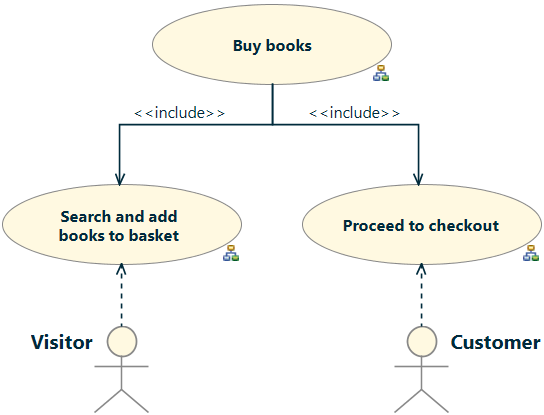 Buy books
<<include>> <<include>>
Search and add
books to basket
Proceed to checkout
Visitor
Customer